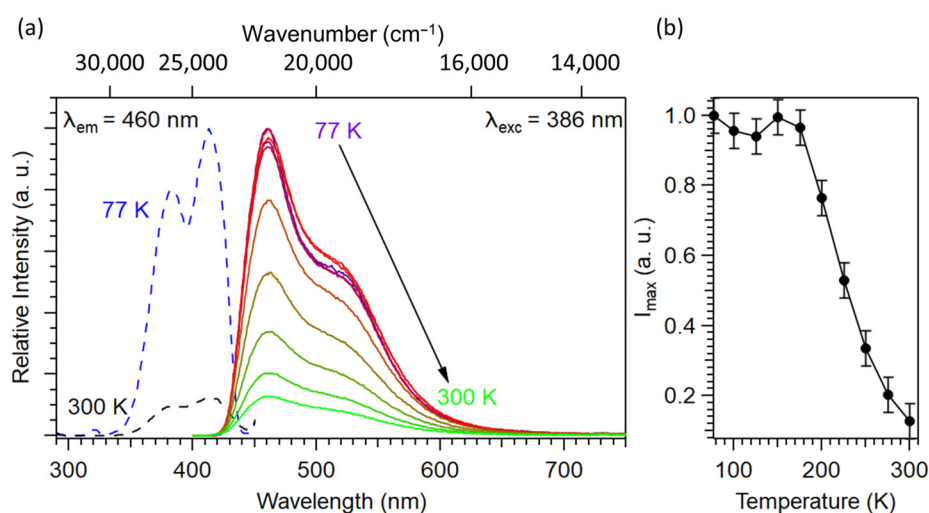 (a)
Wavenumber (cm⁻¹)
30,000 25,000 20,000 16,000 14,000
λem = 460 nm
λexc = 386 nm
77 K
77 K
300 K
300 K
Relative Intensity (a. u.)
300 400 500 600 700
Wavelength (nm)
(b)
1.0
0.8
0.6
0.4
0.2
Imax (a. u.)
100 150 200 250 300
Temperature (K)